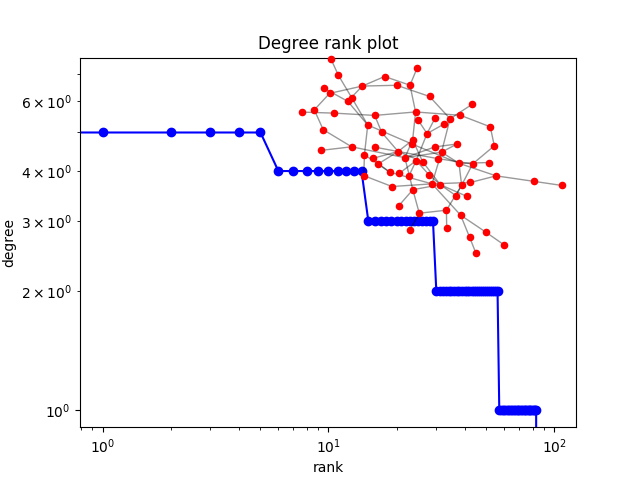 Degree rank plot
degree
6 × 10⁰
4 × 10⁰
3 × 10⁰
2 × 10⁰
10⁰
10⁰ 10¹ 10²
rank